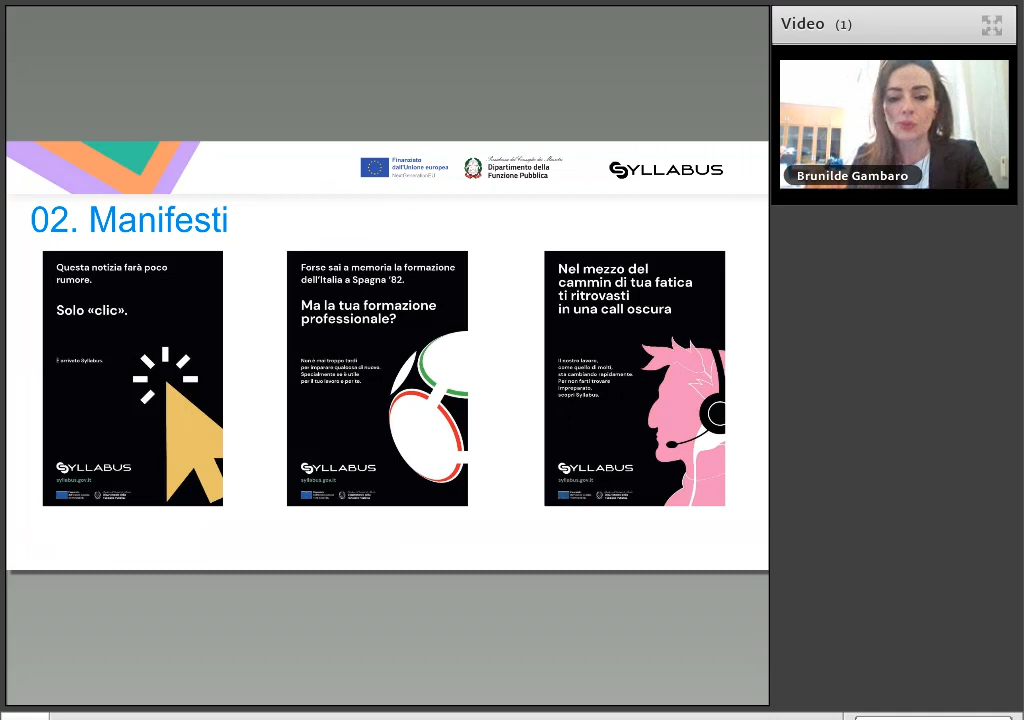 Video (1)
Brunilde Gambaro
Finanziato
dall'Unione europea
NextGenerationEU
Presidenza del Consiglio dei Ministri
Dipartimento della
Funzione Pubblica
SYLLABUS
02. Manifesti
Questa notizia farà poco
rumore.
Solo «clic».
È arrivato Syllabus.
SYLLABUS
syllabus.gov.it
Forse sai a memoria la formazione
dell'Italia a Spagna '82.
Ma la tua formazione
professionale?
Non è mai troppo tardi
per imparare qualcosa di nuovo.
Specialmente se è utile
per il tuo lavoro e per te.
SYLLABUS
syllabus.gov.it
Nel mezzo del
cammin di tua fatica
ti ritrovasti
in una call oscura
Il nostro lavoro,
come quello di molti,
sta cambiando rapidamente.
Per non farti trovare
impreparato,
scopri Syllabus.
SYLLABUS
syllabus.gov.it